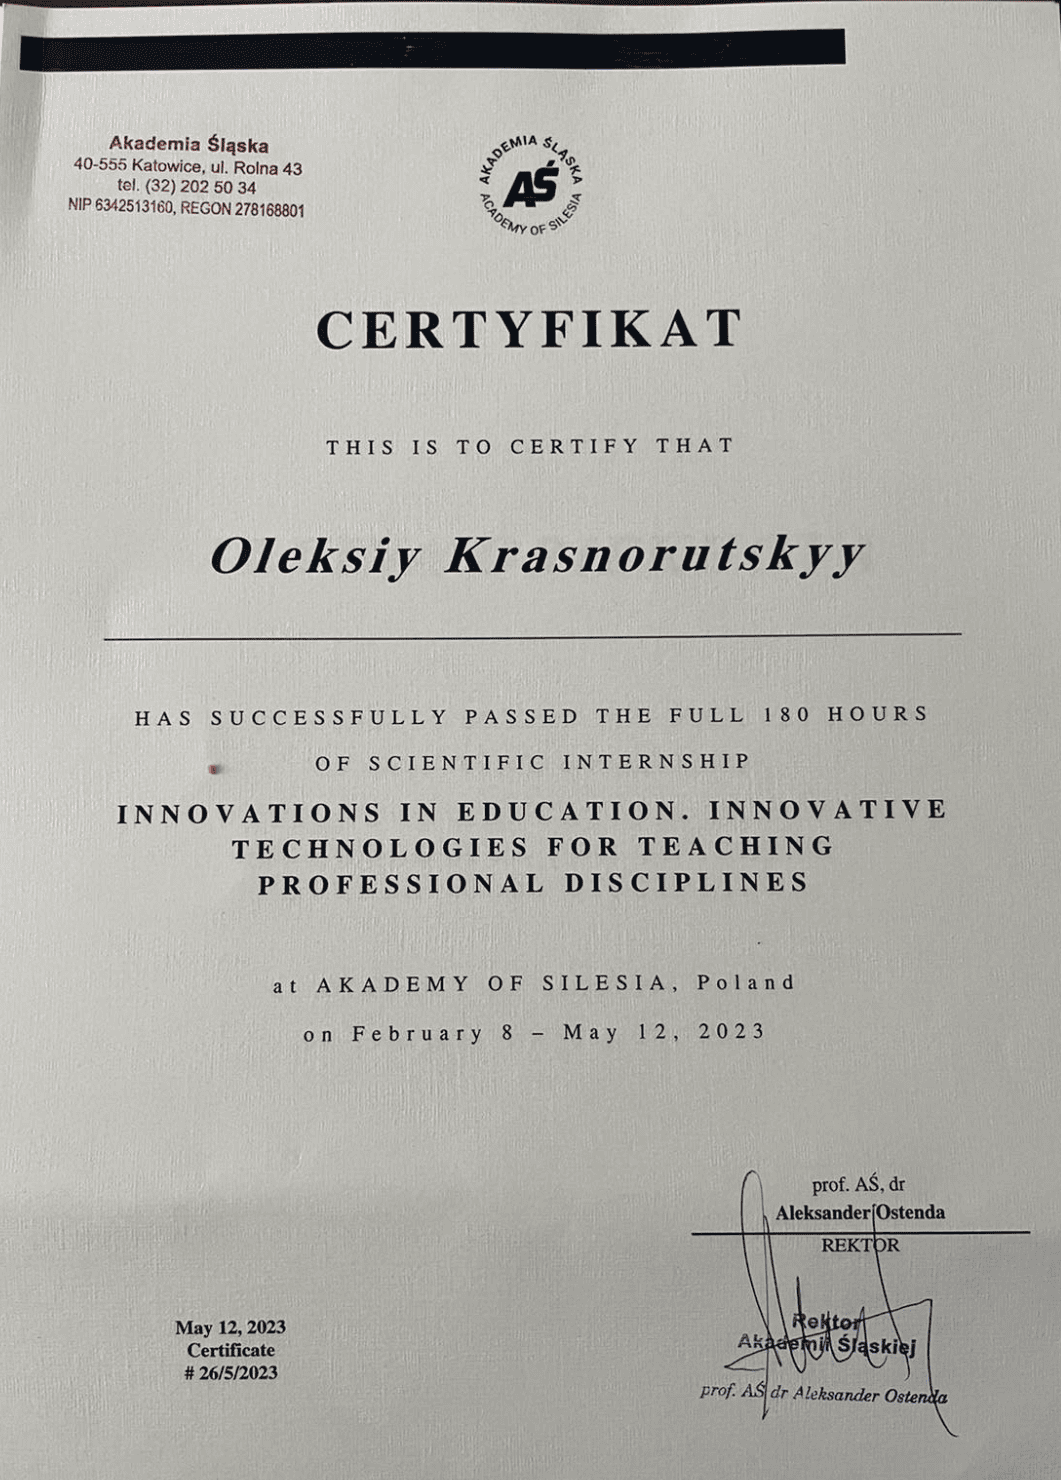 Akademia Śląska
40-555 Katowice, ul. Rolna 43
tel. (32) 202 50 34
NIP 6342513160, REGON 278168801
AKADEMIA ŚLĄSKA
AŚ
ACADEMY OF SILESIA
CERTYFIKAT
THIS IS TO CERTIFY THAT
Oleksiy Krasnorutskyy
HAS SUCCESSFULLY PASSED THE FULL 180 HOURS
OF SCIENTIFIC INTERNSHIP
INNOVATIONS IN EDUCATION. INNOVATIVE
TECHNOLOGIES FOR TEACHING
PROFESSIONAL DISCIPLINES
at AKADEMY OF SILESIA, Poland
on February 8 – May 12, 2023
prof. AŚ, dr
Aleksander Ostenda
REKTOR
Rektor
Akademii Śląskiej
prof. AŚ dr Aleksander Ostenda
May 12, 2023
Certificate
# 26/5/2023